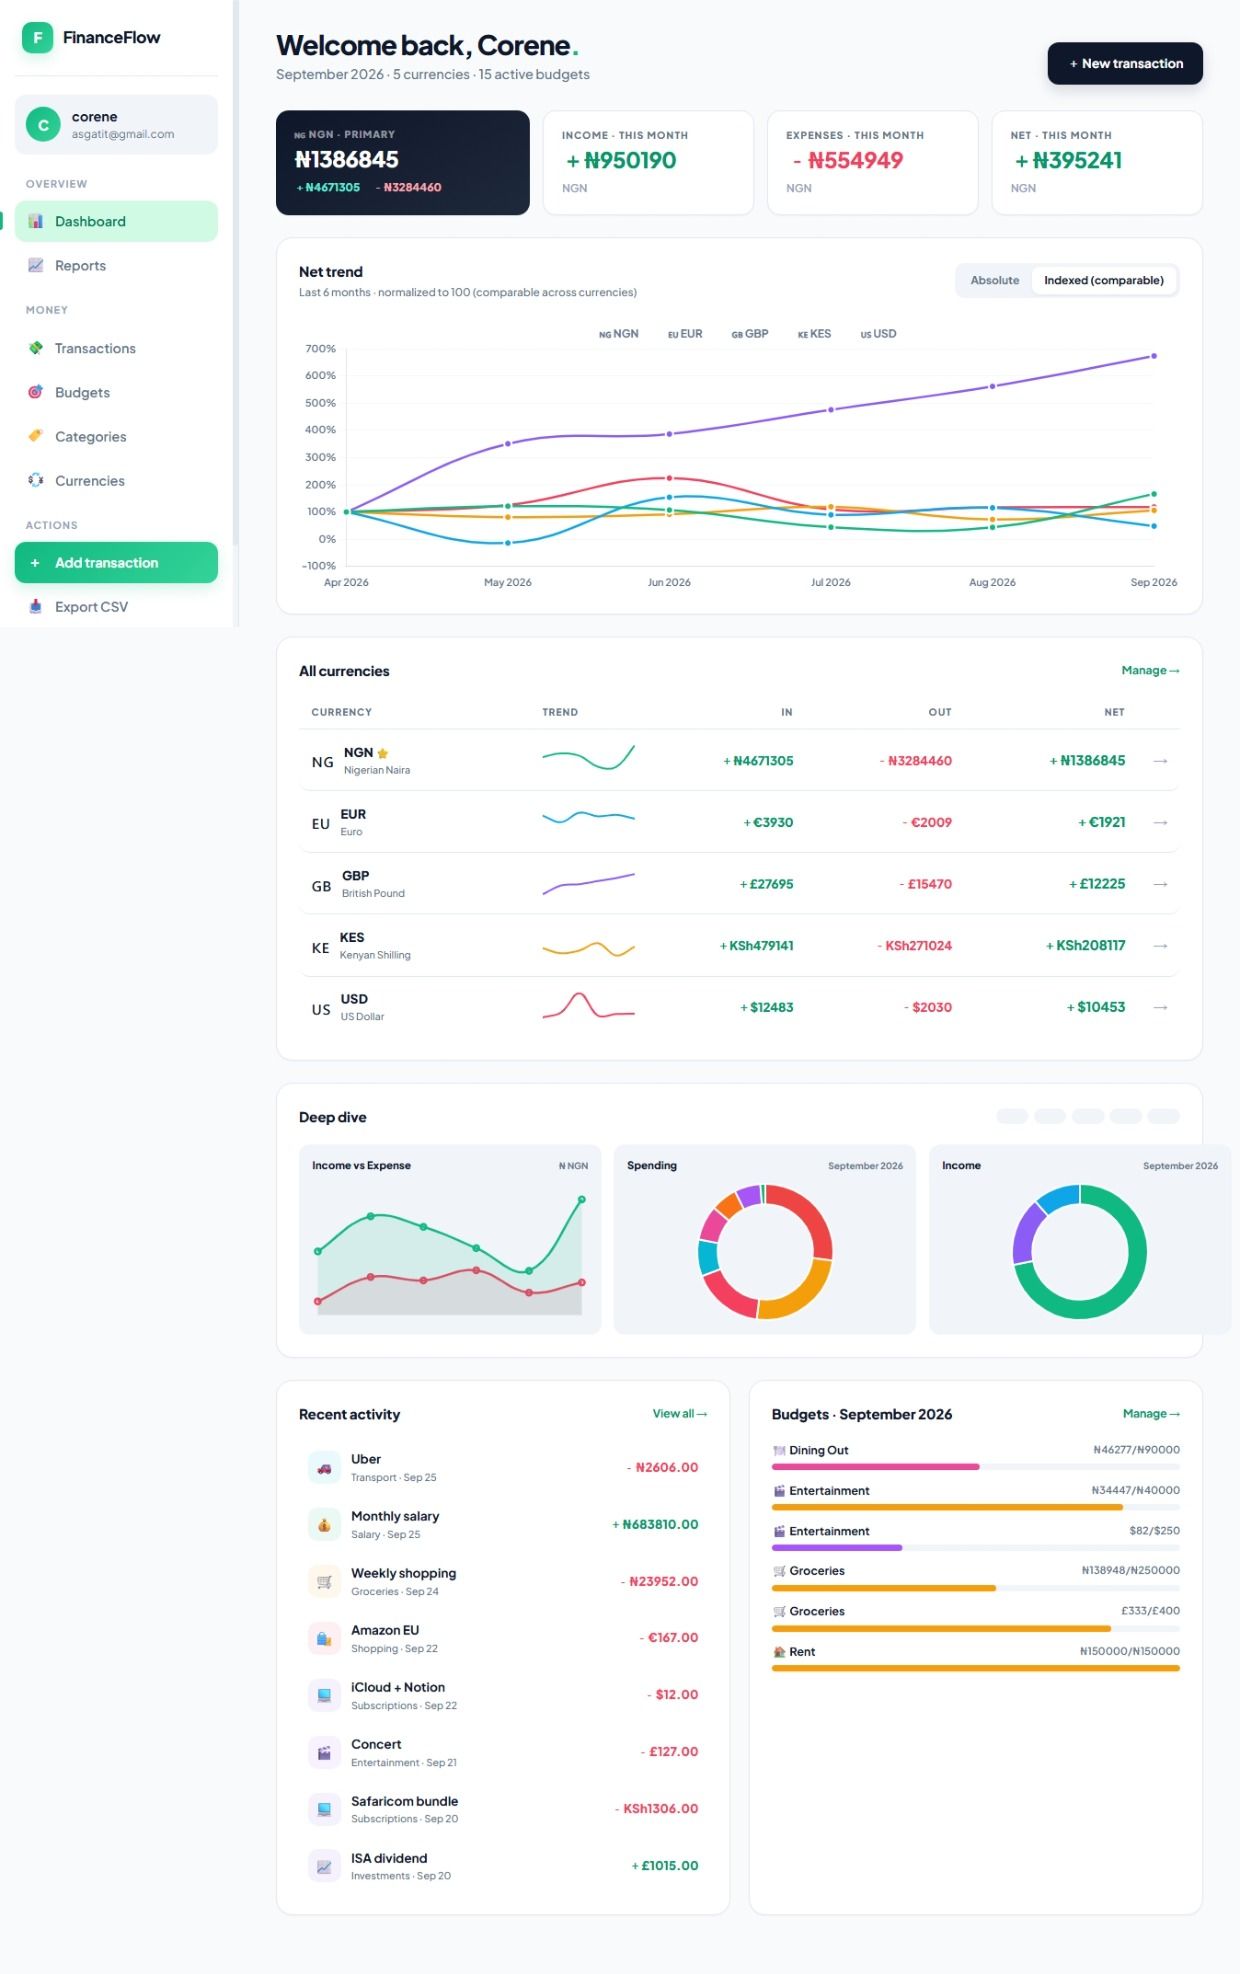 F FinanceFlow
C corene
asgatit@gmail.com
OVERVIEW
Dashboard
Reports
MONEY
Transactions
Budgets
Categories
Currencies
ACTIONS
+ Add transaction
Export CSV
Welcome back, Corene.
September 2026 · 5 currencies · 15 active budgets
+ New transaction
NG NGN · PRIMARY
₦1386845
+ ₦4671305 - ₦3284460
INCOME · THIS MONTH
+ ₦950190
NGN
EXPENSES · THIS MONTH
- ₦554949
NGN
NET · THIS MONTH
+ ₦395241
NGN
Net trend
Last 6 months · normalized to 100 (comparable across currencies)
Absolute Indexed (comparable)
NG NGN EU EUR GB GBP KE KES US USD
700%
600%
500%
400%
300%
200%
100%
0%
-100%
Apr 2026 May 2026 Jun 2026 Jul 2026 Aug 2026 Sep 2026
All currencies
Manage →
CURRENCY TREND IN OUT NET
NG NGN
Nigerian Naira
+ ₦4671305 - ₦3284460 + ₦1386845 →
EU EUR
Euro
+ €3930 - €2009 + €1921 →
GB GBP
British Pound
+ £27695 - £15470 + £12225 →
KE KES
Kenyan Shilling
+ KSh479141 - KSh271024 + KSh208117 →
US USD
US Dollar
+ $12483 - $2030 + $10453 →
Deep dive
Income vs Expense ₦ NGN
Spending September 2026
Income September 2026
Recent activity View all →
Uber
Transport · Sep 25
- ₦2606.00
Monthly salary
Salary · Sep 25
+ ₦683810.00
Weekly shopping
Groceries · Sep 24
- ₦23952.00
Amazon EU
Shopping · Sep 22
- €167.00
iCloud + Notion
Subscriptions · Sep 22
- $12.00
Concert
Entertainment · Sep 21
- £127.00
Safaricom bundle
Subscriptions · Sep 20
- KSh1306.00
ISA dividend
Investments · Sep 20
+ £1015.00
Budgets · September 2026 Manage →
Dining Out ₦46277/₦90000
Entertainment ₦34447/₦40000
Entertainment $82/$250
Groceries ₦138948/₦250000
Groceries £333/£400
Rent ₦150000/₦150000